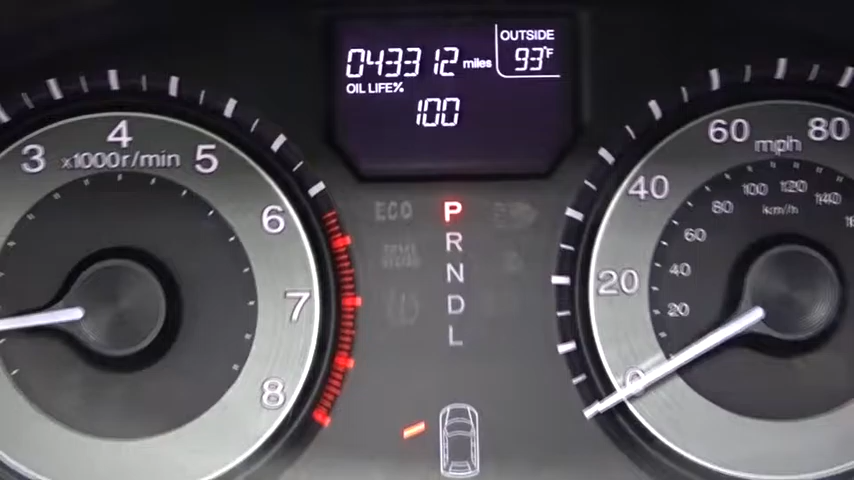 043312 miles
OUTSIDE
93°F
OIL LIFE%
100
3
4
5
6
7
8
x1000r/min
ECO
P
R
N
D
L
0
20
40
60
80
mph
20
40
60
80
100
120
140
km/h